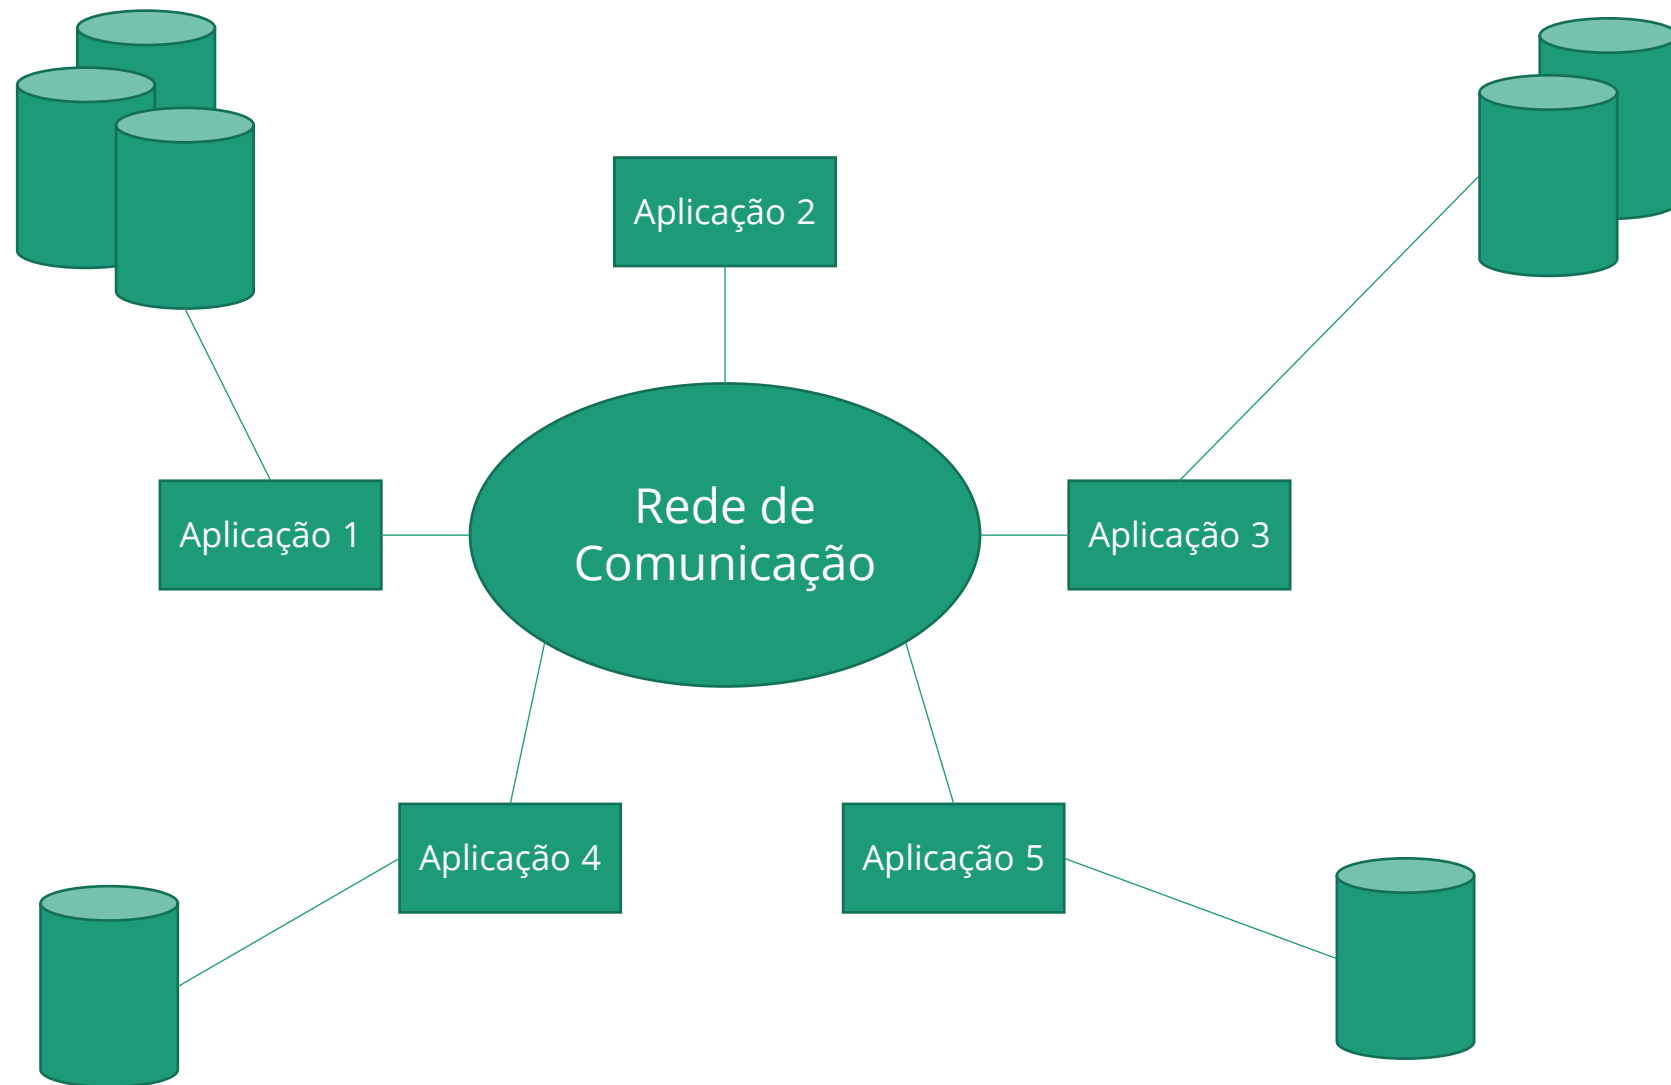 Aplicação 2
Rede de
Comunicação
Aplicação 1
Aplicação 3
Aplicação 4
Aplicação 5